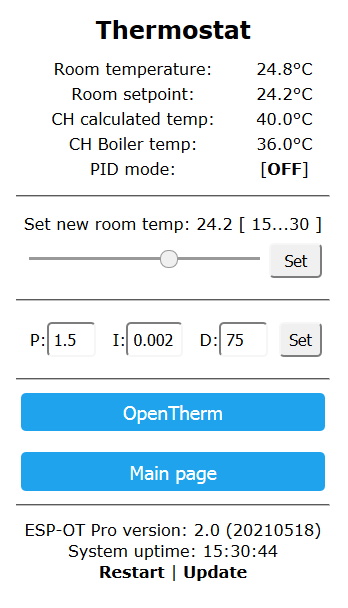 Thermostat
Room temperature: 24.8°C
Room setpoint: 24.2°C
CH calculated temp: 40.0°C
CH Boiler temp: 36.0°C
PID mode: [OFF]
Set new room temp: 24.2 [ 15...30 ]
Set
P: 1.5 I: 0.002 D: 75 Set
OpenTherm
Main page
ESP-OT Pro version: 2.0 (20210518)
System uptime: 15:30:44
Restart | Update